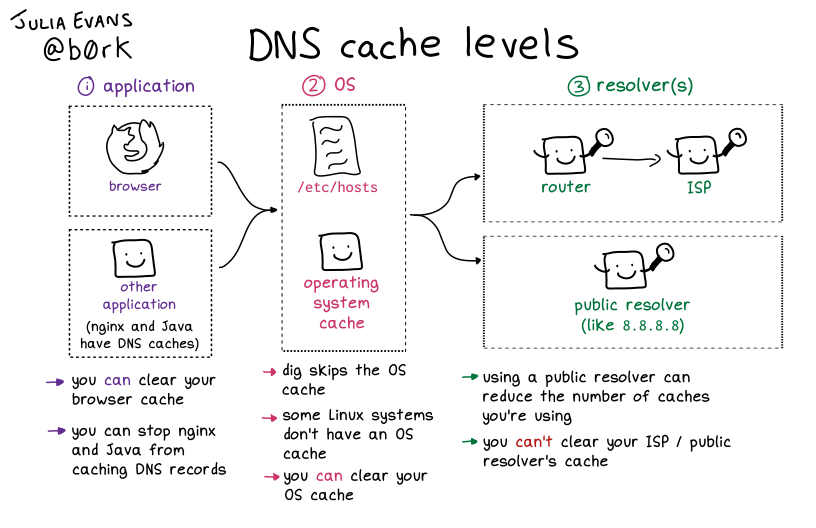 JULIA EVANS
@b0rk
DNS cache levels
① application
browser
other
application
(nginx and Java
have DNS caches)
→ you can clear your
browser cache
→ you can stop nginx
and Java from
caching DNS records
② OS
/etc/hosts
operating
system
cache
→ dig skips the OS
cache
→ some Linux systems
don't have an OS
cache
→ you can clear your
OS cache
③ resolver(s)
router
ISP
public resolver
(like 8.8.8.8)
→ using a public resolver can
reduce the number of caches
you're using
→ you can't clear your ISP / public
resolver's cache